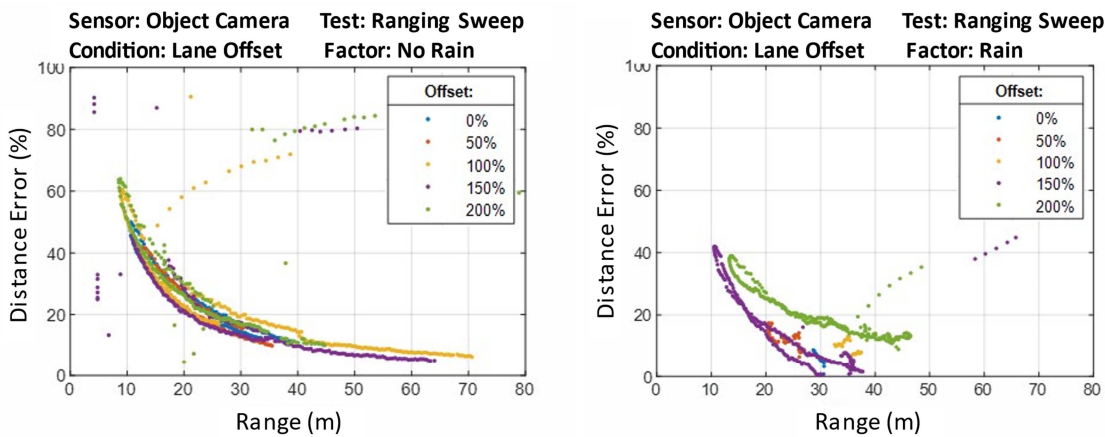 Sensor: Object Camera Test: Ranging Sweep
Condition: Lane Offset Factor: No Rain
100
80
60
40
20
0
Distance Error (%)
Offset:
0%
50%
100%
150%
200%
0 10 20 30 40 50 60 70 80
Range (m)
Sensor: Object Camera Test: Ranging Sweep
Condition: Lane Offset Factor: Rain
100
80
60
40
20
0
Distance Error (%)
Offset:
0%
50%
100%
150%
200%
0 10 20 30 40 50 60 70 80
Range (m)